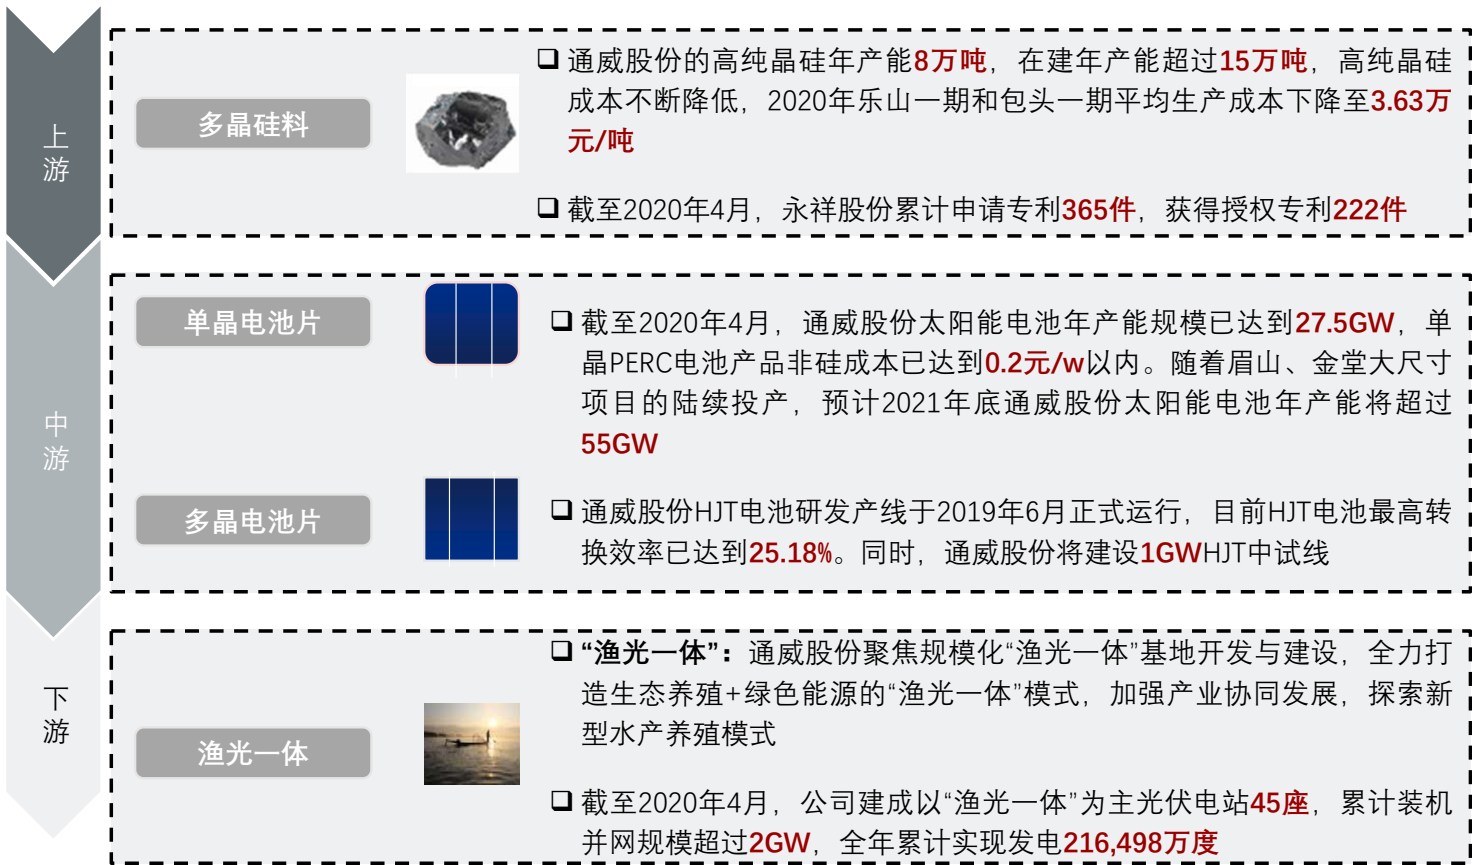 上
游
多晶硅料
❑ 通威股份的高纯晶硅年产能8万吨，在建年产能超过15万吨，高纯晶硅
成本不断降低，2020年乐山一期和包头一期平均生产成本下降至3.63万
元/吨
❑ 截至2020年4月，永祥股份累计申请专利365件，获得授权专利222件
中
游
单晶电池片
❑ 截至2020年4月，通威股份太阳能电池年产能规模已达到27.5GW，单
晶PERC电池产品非硅成本已达到0.2元/w以内。随着眉山、金堂大尺寸
项目的陆续投产，预计2021年底通威股份太阳能电池年产能将超过
55GW
多晶电池片
❑ 通威股份HJT电池研发产线于2019年6月正式运行，目前HJT电池最高转
换效率已达到25.18%。同时，通威股份将建设1GWHJT中试线
下
游
渔光一体
❑ “渔光一体”：通威股份聚焦规模化“渔光一体”基地开发与建设，全力打
造生态养殖+绿色能源的“渔光一体”模式，加强产业协同发展，探索新
型水产养殖模式
❑ 截至2020年4月，公司建成以“渔光一体”为主光伏电站45座，累计装机
并网规模超过2GW，全年累计实现发电216,498万度